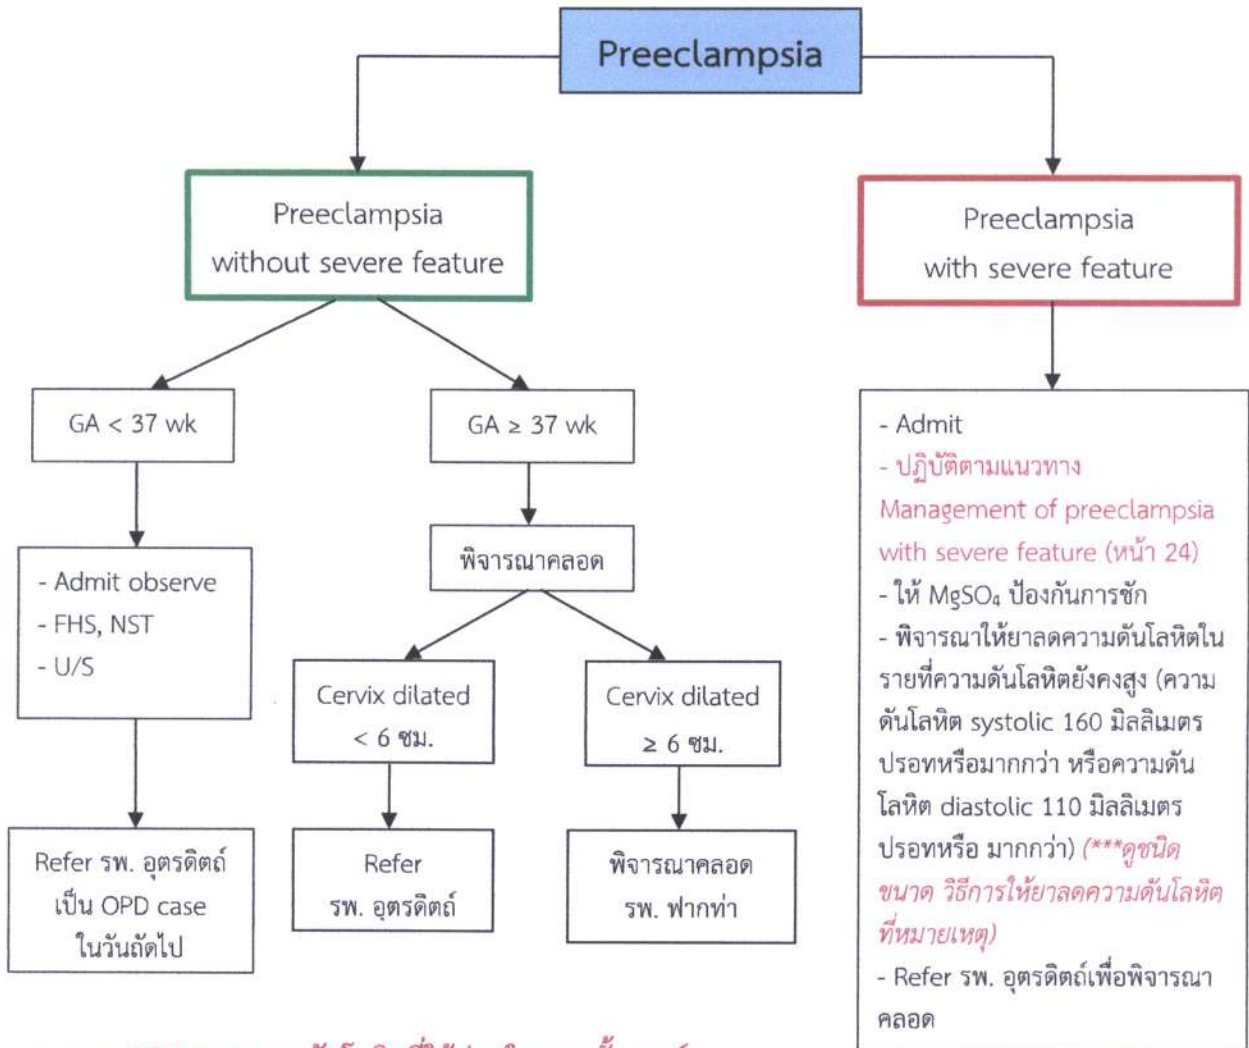 Preeclampsia
Preeclampsia
without severe feature
Preeclampsia
with severe feature
GA < 37 wk
GA ≥ 37 wk
- Admit observe
- FHS, NST
- U/S
พิจารณาคลอด
Cervix dilated
< 6 ซม.
Cervix dilated
≥ 6 ซม.
Refer รพ. อุตรดิตถ์
เป็น OPD case
ในวันถัดไป
Refer
รพ. อุตรดิตถ์
พิจารณาคลอด
รพ. ฟากท่า
- Admit
- ปฏิบัติตามแนวทาง
Management of preeclampsia
with severe feature (หน้า 24)
- ให้ MgSO₄ ป้องกันการชัก
- พิจารณาให้ยาลดความดันโลหิตใน
รายที่ความดันโลหิตยังคงสูง (ความ
ดันโลหิต systolic 160 มิลลิเมตร
ปรอทหรือมากกว่า หรือความดัน
โลหิต diastolic 110 มิลลิเมตร
ปรอทหรือ มากกว่า) (***ดูชนิด
ขนาด วิธีการให้ยาลดความดันโลหิต
ที่หมายเหตุ)
- Refer รพ. อุตรดิตถ์เพื่อพิจารณา
คลอด